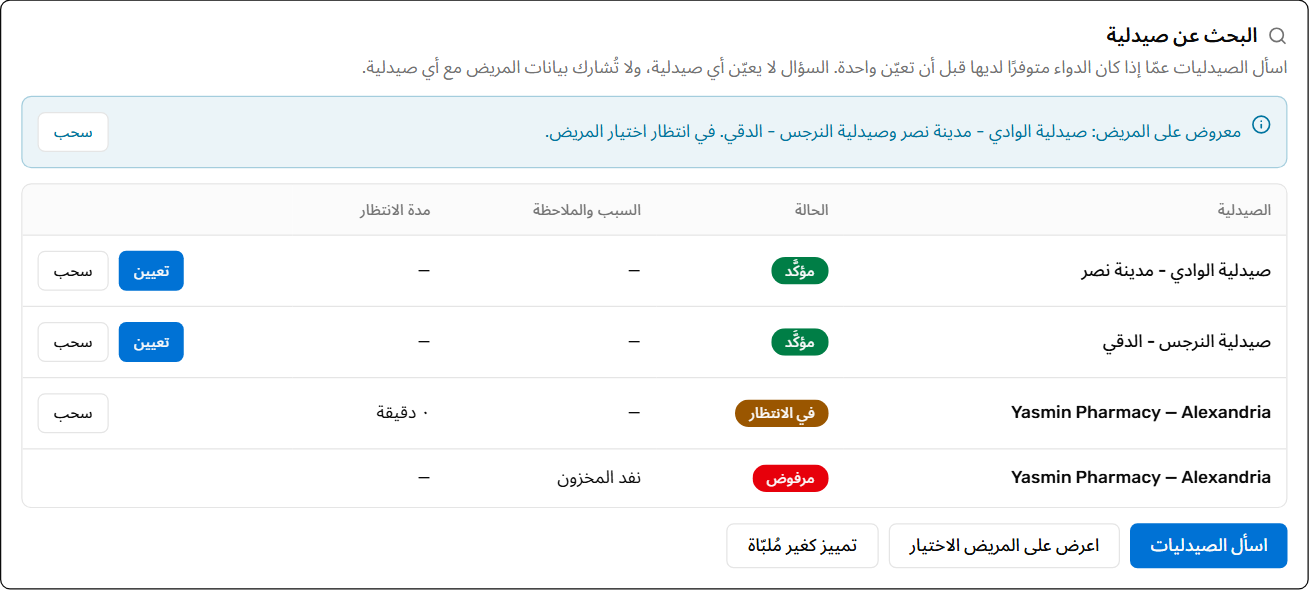 البحث عن صيدلية
اسأل الصيدليات عمّا إذا كان الدواء متوفرًا لديها قبل أن تعيّن واحدة. السؤال لا يعيّن أي صيدلية، ولا تُشارك بيانات المريض مع أي صيدلية.
معروض على المريض: صيدلية الوادي - مدينة نصر وصيدلية النرجس - الدقي. في انتظار اختيار المريض. سحب
الصيدلية الحالة السبب والملاحظة مدة الانتظار
صيدلية الوادي - مدينة نصر مؤكَّد — — تعيين سحب
صيدلية النرجس - الدقي مؤكَّد — — تعيين سحب
Yasmin Pharmacy — Alexandria في الانتظار — ٠ دقيقة سحب
Yasmin Pharmacy — Alexandria مرفوض نفد المخزون —
اسأل الصيدليات اعرض على المريض الاختيار تمييز كغير مُلبّاة